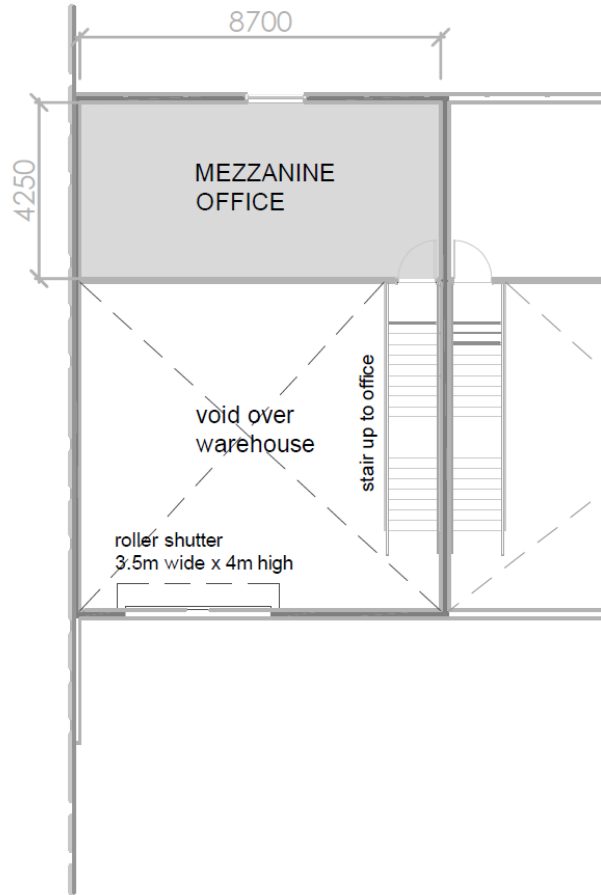 8700
4250
MEZZANINE
OFFICE
void over
warehouse
stair up to office
roller shutter
3.5m wide x 4m high